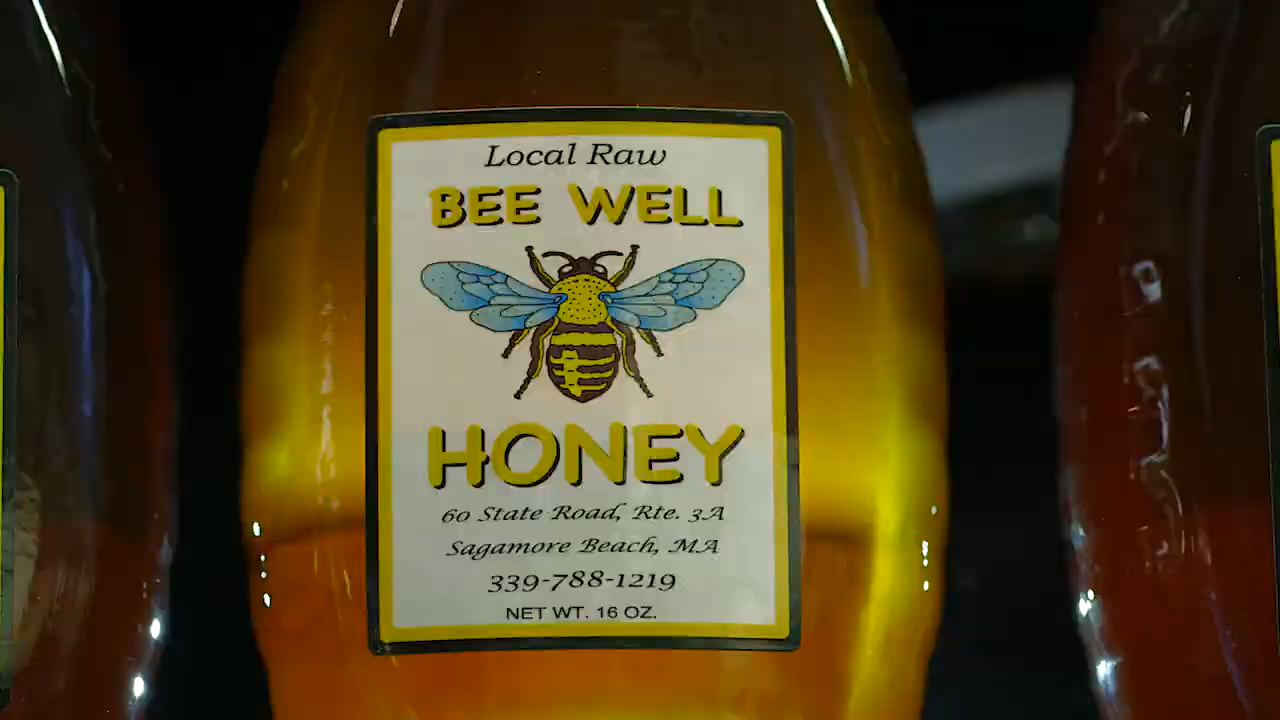 Local Raw
BEE WELL
HONEY
60 State Road, Rte. 3A
Sagamore Beach, MA
339-788-1219
NET WT. 16 OZ.